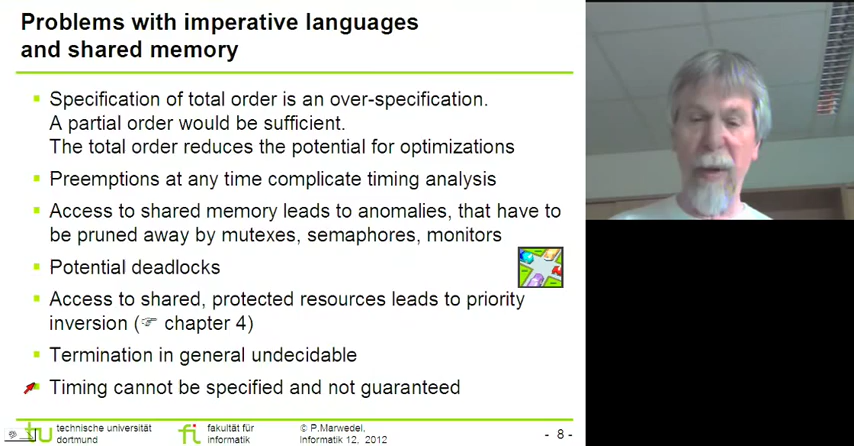 Problems with imperative languages
and shared memory
Specification of total order is an over-specification.
A partial order would be sufficient.
The total order reduces the potential for optimizations
Preemptions at any time complicate timing analysis
Access to shared memory leads to anomalies, that have to
be pruned away by mutexes, semaphores, monitors
Potential deadlocks
Access to shared, protected resources leads to priority
inversion (☞ chapter 4)
Termination in general undecidable
Timing cannot be specified and not guaranteed
tu technische universität
dortmund
fi fakultät für
informatik
© P.Marwedel,
Informatik 12, 2012
- 8 -